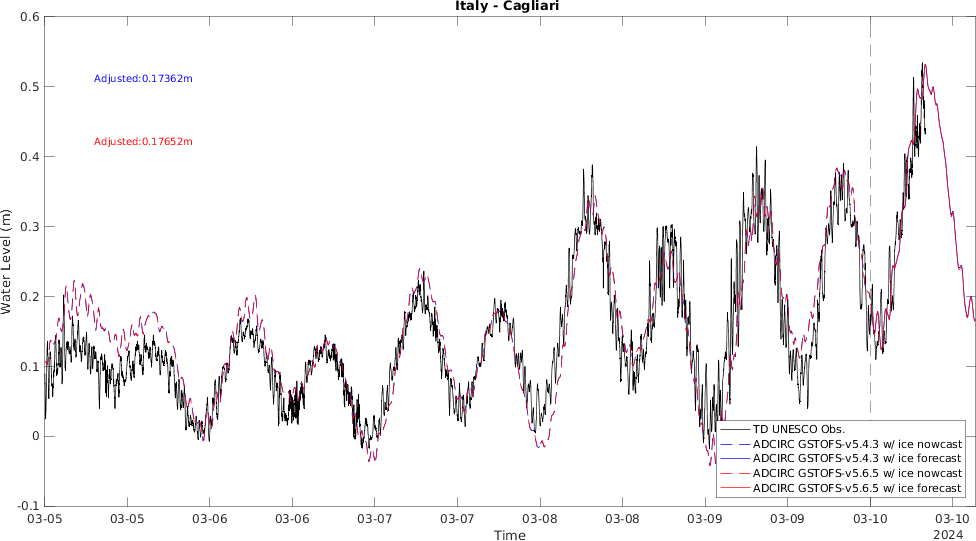 Italy - Cagliari
0.6
0.5
0.4
0.3
0.2
0.1
0
-0.1
Water Level (m)
Adjusted:0.17362m
Adjusted:0.17652m
TD UNESCO Obs.
ADCIRC GSTOFS-v5.4.3 w/ ice nowcast
ADCIRC GSTOFS-v5.4.3 w/ ice forecast
ADCIRC GSTOFS-v5.6.5 w/ ice nowcast
ADCIRC GSTOFS-v5.6.5 w/ ice forecast
03-05 03-05 03-06 03-06 03-07 03-07 03-08 03-08 03-09 03-09 03-10 03-10
Time
2024